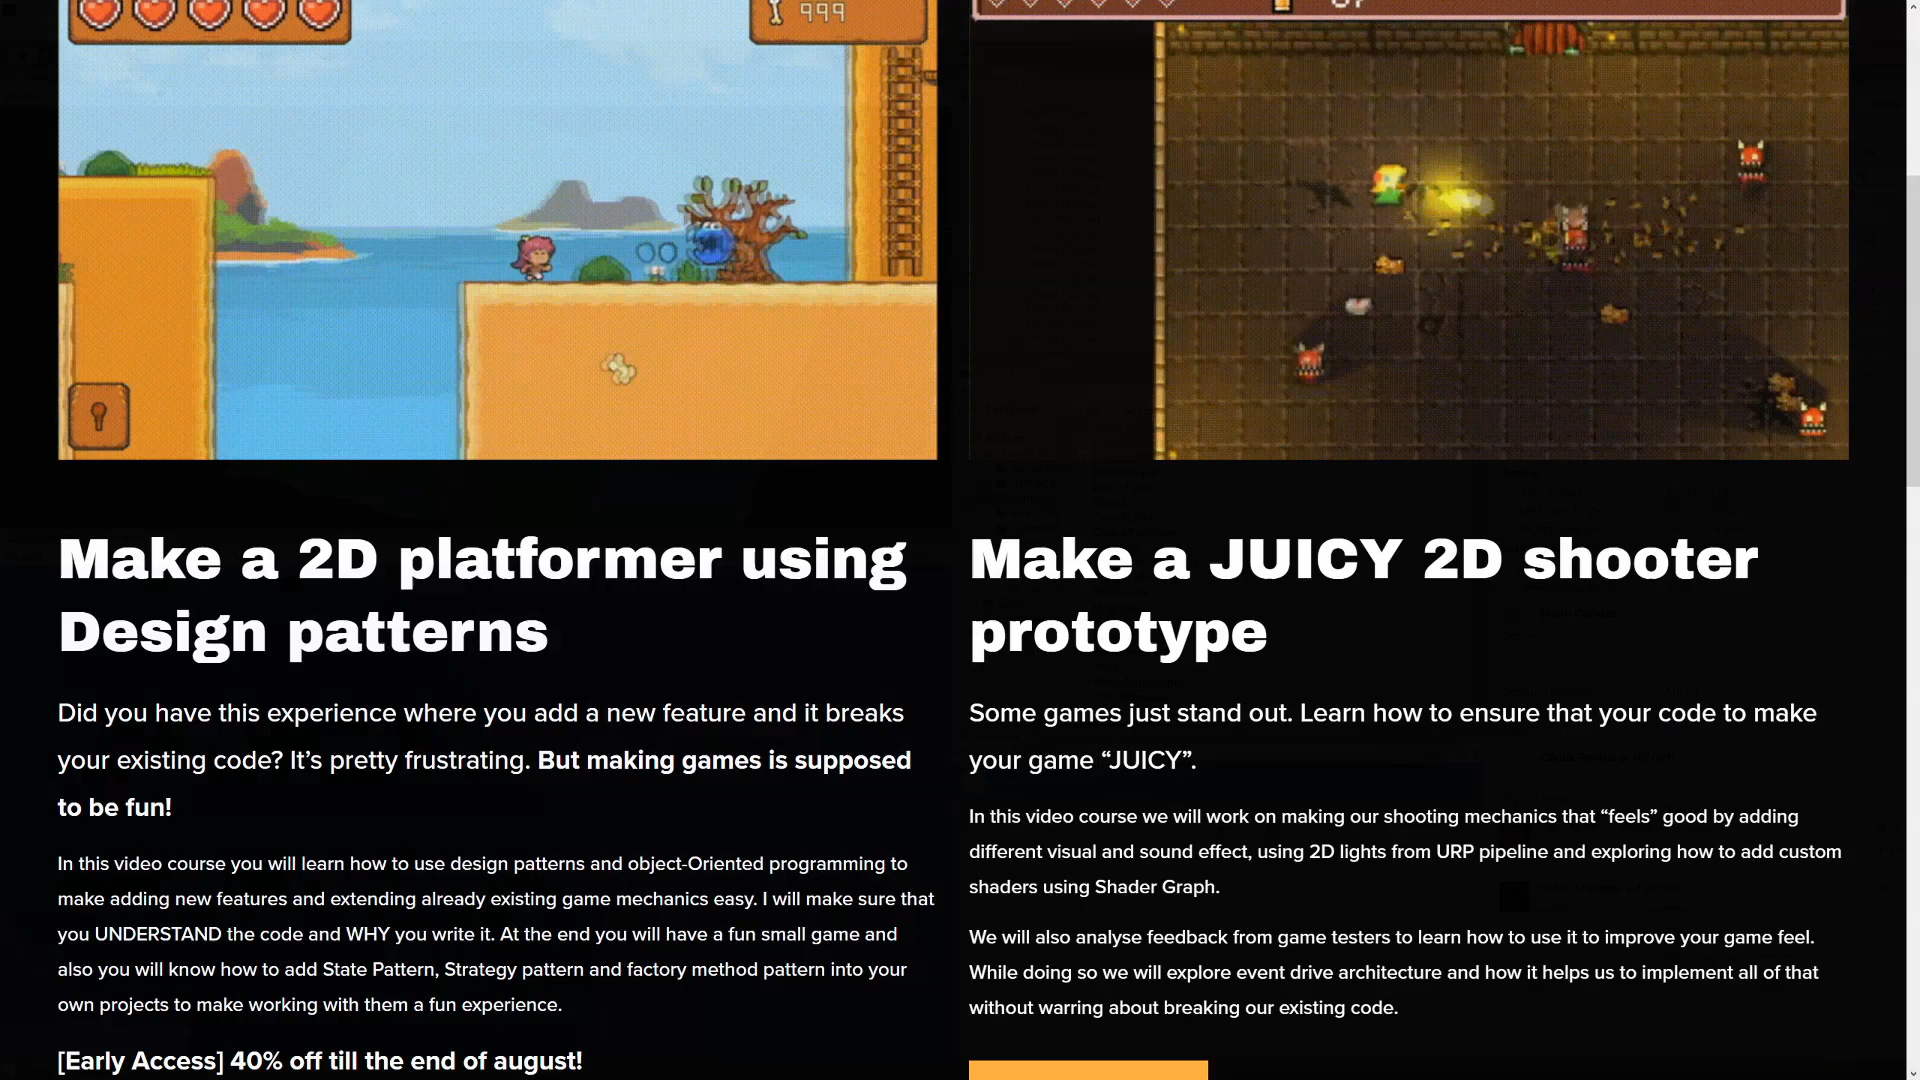 999
Make a 2D platformer using
Design patterns
Did you have this experience where you add a new feature and it breaks
your existing code? It’s pretty frustrating. But making games is supposed
to be fun!
In this video course you will learn how to use design patterns and object-Oriented programming to
make adding new features and extending already existing game mechanics easy. I will make sure that
you UNDERSTAND the code and WHY you write it. At the end you will have a fun small game and
also you will know how to add State Pattern, Strategy pattern and factory method pattern into your
own projects to make working with them a fun experience.
[Early Access] 40% off till the end of august!
Make a JUICY 2D shooter
prototype
Some games just stand out. Learn how to ensure that your code to make
your game “JUICY”.
In this video course we will work on making our shooting mechanics that “feels” good by adding
different visual and sound effect, using 2D lights from URP pipeline and exploring how to add custom
shaders using Shader Graph.
We will also analyse feedback from game testers to learn how to use it to improve your game feel.
While doing so we will explore event drive architecture and how it helps us to implement all of that
without warring about breaking our existing code.